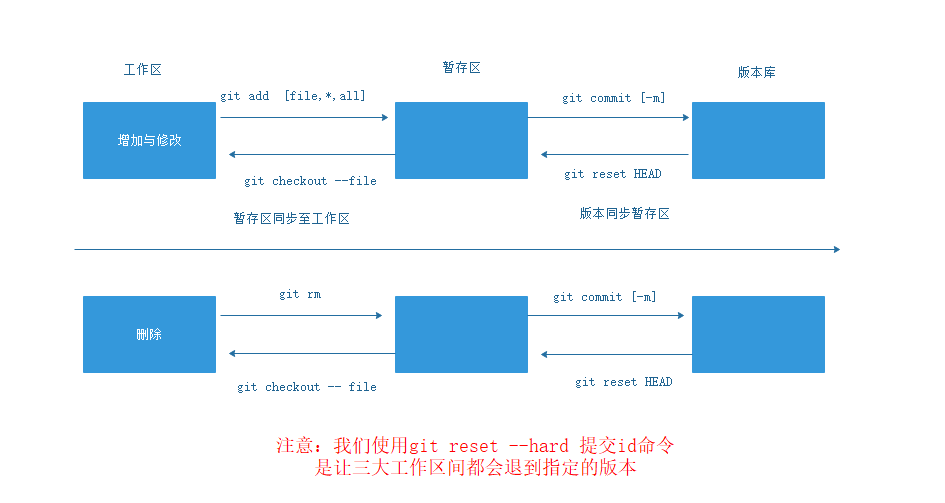 工作区
暂存区
版本库
git add [file,*,all]
git commit [-m]
增加与修改
git checkout --file
git reset HEAD
暂存区同步至工作区
版本同步暂存区
git rm
git commit [-m]
删除
git checkout -- file
git reset HEAD
注意：我们使用git reset --hard 提交id命令
是让三大工作区间都会退到指定的版本